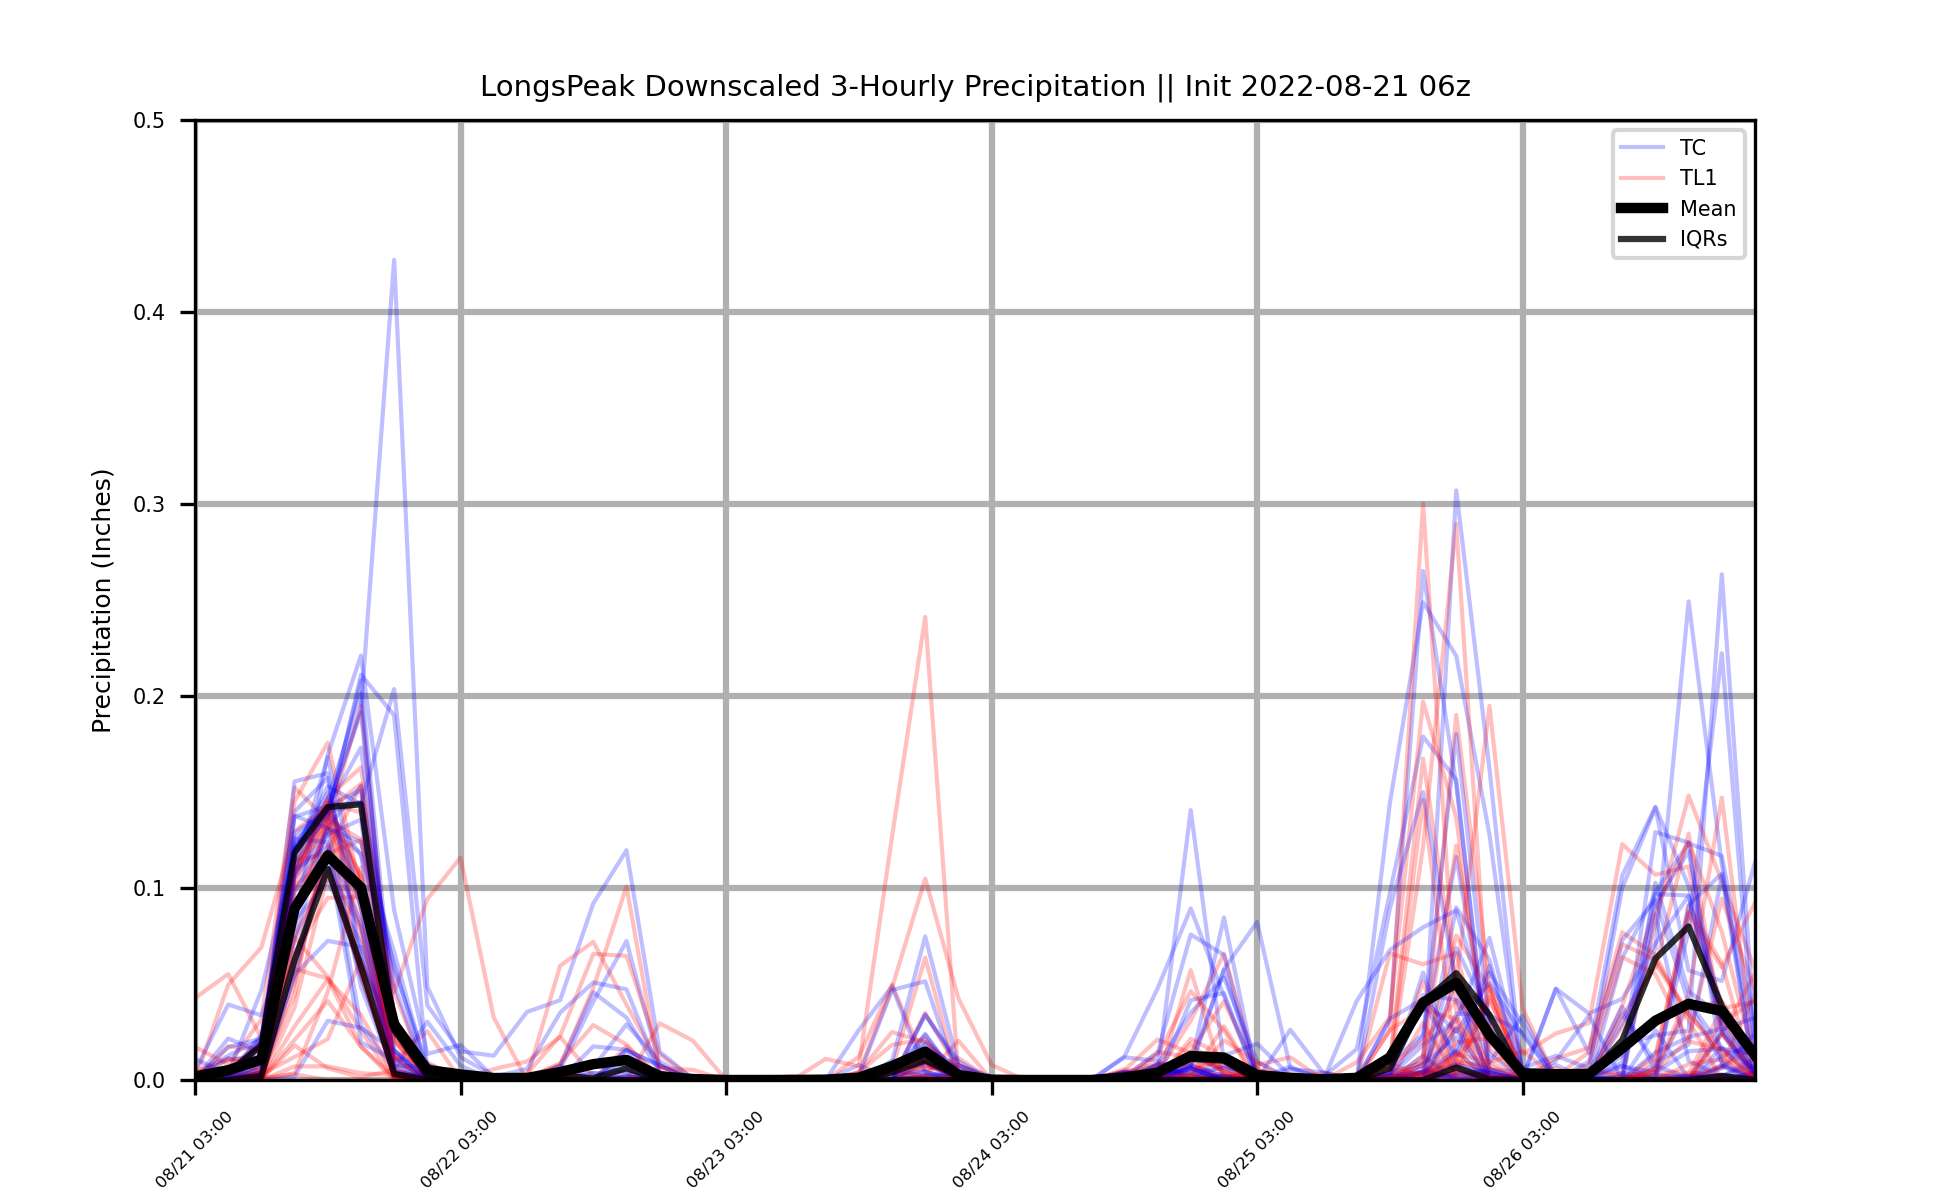 LongsPeak Downscaled 3-Hourly Precipitation || Init 2022-08-21 06z
TC
TL1
Mean
IQRs
Precipitation (Inches)
0.5
0.4
0.3
0.2
0.1
0.0
08/21 03:00
08/22 03:00
08/23 03:00
08/24 03:00
08/25 03:00
08/26 03:00